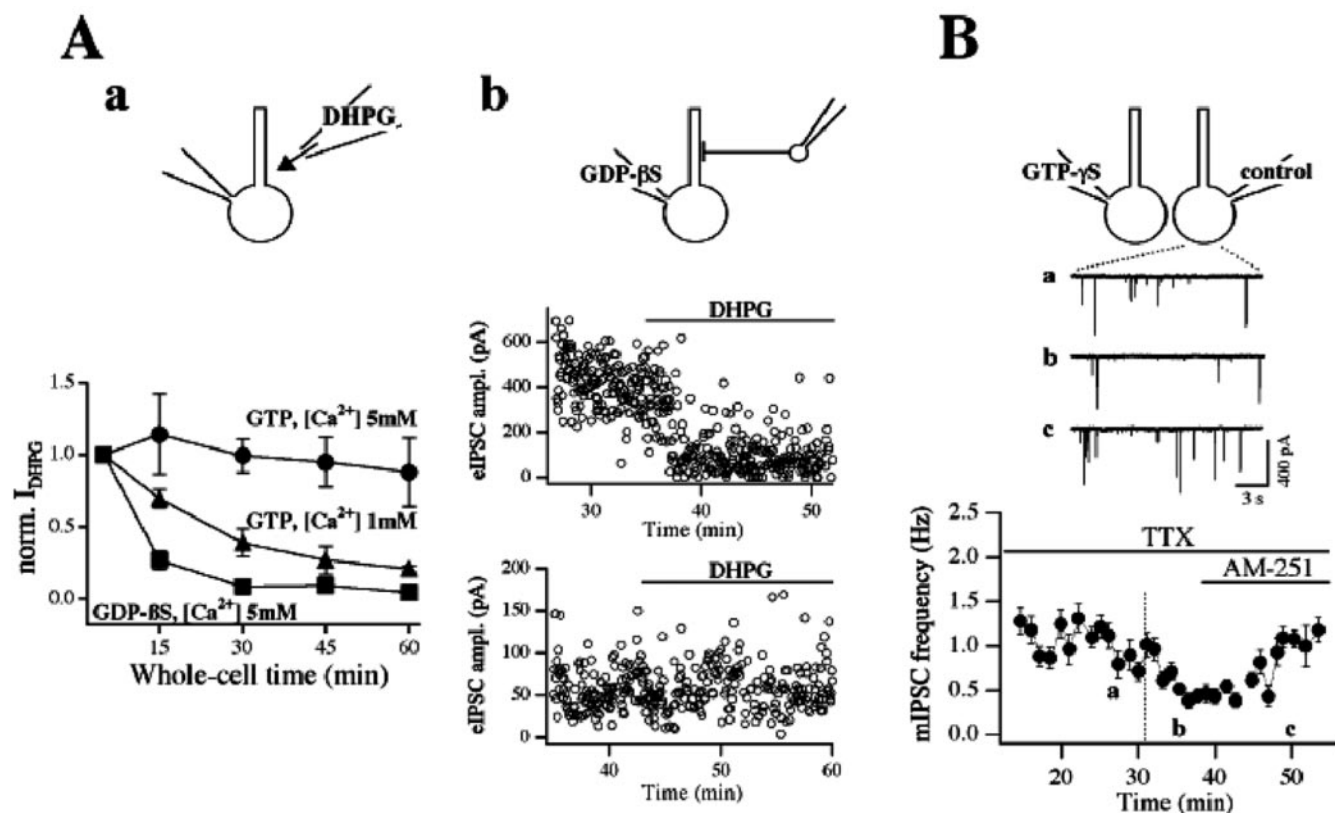 A
a
DHPG
norm. I_DHPG
1.5
1.0
0.5
0.0
GTP, [Ca²⁺] 5mM
GTP, [Ca²⁺] 1mM
GDP-ßS, [Ca²⁺] 5mM
15
30
45
60
Whole-cell time (min)
b
GDP-βS
eIPSC ampl. (pA)
600
400
200
0
DHPG
30
40
50
Time (min)
eIPSC ampl. (pA)
200
150
100
50
0
DHPG
40
50
60
Time (min)
B
GTP-γS
control
a
b
c
400 pA
3 s
mIPSC frequency (Hz)
2.5
2.0
1.5
1.0
0.5
0.0
TTX
AM-251
a
b
c
20
30
40
50
Time (min)